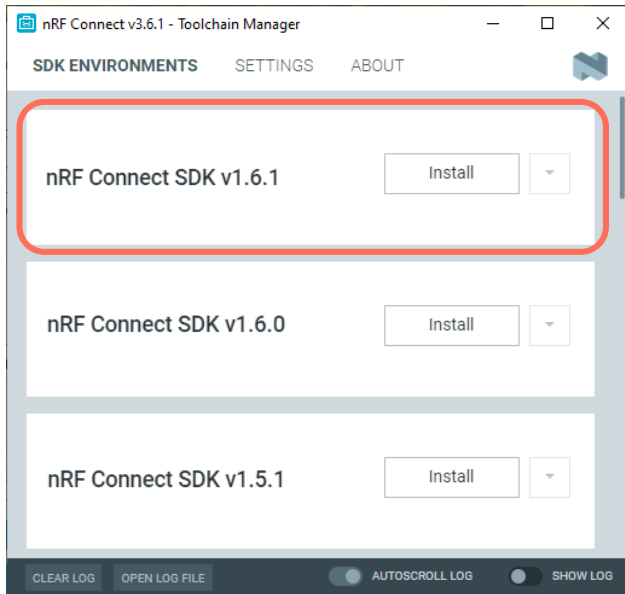 nRF Connect v3.6.1 - Toolchain Manager
SDK ENVIRONMENTS SETTINGS ABOUT
nRF Connect SDK v1.6.1 Install
nRF Connect SDK v1.6.0 Install
nRF Connect SDK v1.5.1 Install
CLEAR LOG OPEN LOG FILE AUTOSCROLL LOG SHOW LOG